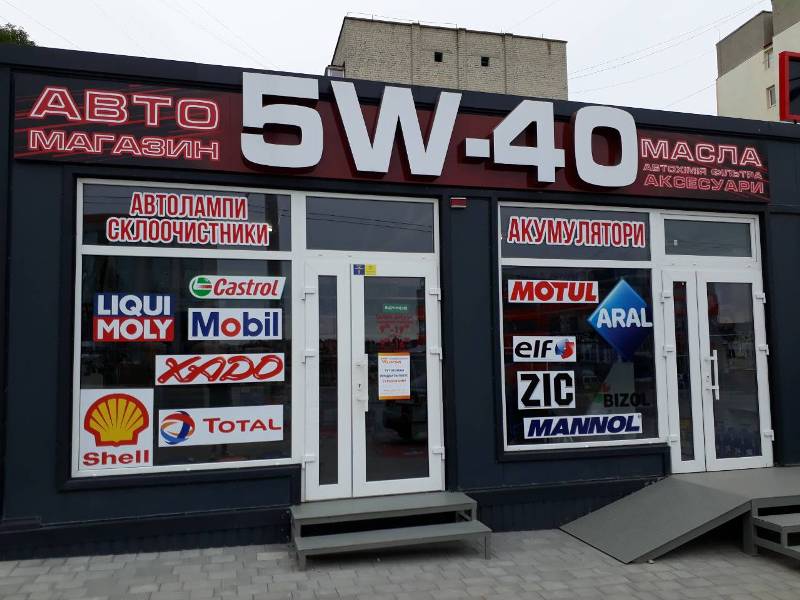 АВТО
МАГАЗИН
5W-40
МАСЛА
АВТОХІМІЯ ФІЛЬТРА
АКСЕСУАРИ
АВТОЛАМПИ
СКЛООЧИСТНИКИ
АКУМУЛЯТОРИ
LIQUI
MOLY
Castrol
Mobil
XADO
Shell
TOTAL
MOTUL
ARAL
elf
ZIC
BIZOL
MANNOL